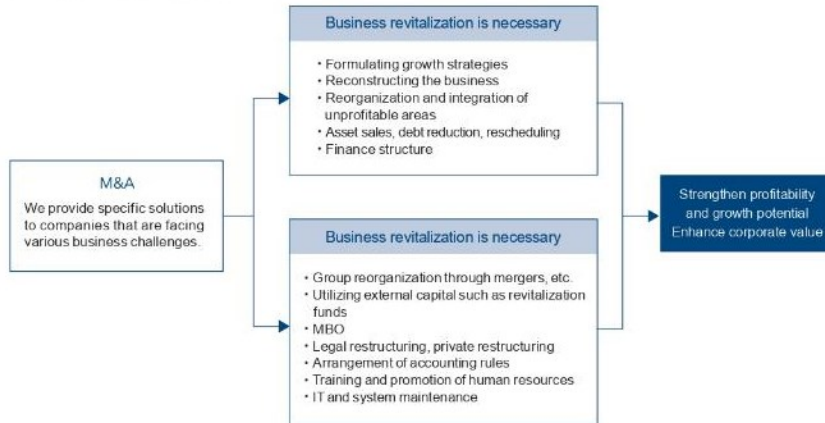 Business revitalization is necessary
• Formulating growth strategies
• Reconstructing the business
• Reorganization and integration of
unprofitable areas
• Asset sales, debt reduction, rescheduling
• Finance structure
M&A
We provide specific solutions
to companies that are facing
various business challenges.
Business revitalization is necessary
• Group reorganization through mergers, etc.
• Utilizing external capital such as revitalization
funds
• MBO
• Legal restructuring, private restructuring
• Arrangement of accounting rules
• Training and promotion of human resources
• IT and system maintenance
Strengthen profitability
and growth potential
Enhance corporate value